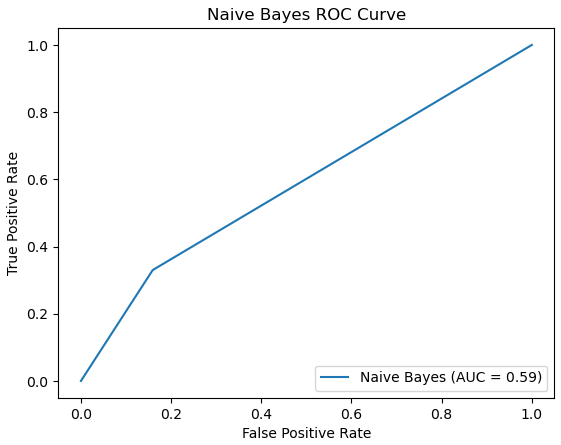 Naive Bayes ROC Curve
1.0
0.8
0.6
0.4
0.2
0.0
True Positive Rate
Naive Bayes (AUC = 0.59)
0.0 0.2 0.4 0.6 0.8 1.0
False Positive Rate